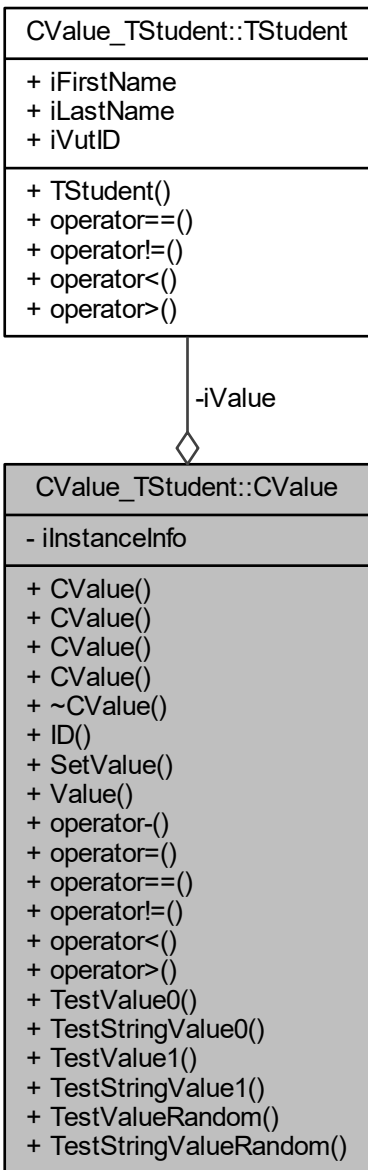 CValue_TStudent::TStudent
+ iFirstName
+ iLastName
+ iVutID
+ TStudent()
+ operator==()
+ operator!=()
+ operator<()
+ operator>()
-iValue
CValue_TStudent::CValue
- iInstanceInfo
+ CValue()
+ CValue()
+ CValue()
+ CValue()
+ ~CValue()
+ ID()
+ SetValue()
+ Value()
+ operator-()
+ operator=()
+ operator==()
+ operator!=()
+ operator<()
+ operator>()
+ TestValue0()
+ TestStringValue0()
+ TestValue1()
+ TestStringValue1()
+ TestValueRandom()
+ TestStringValueRandom()